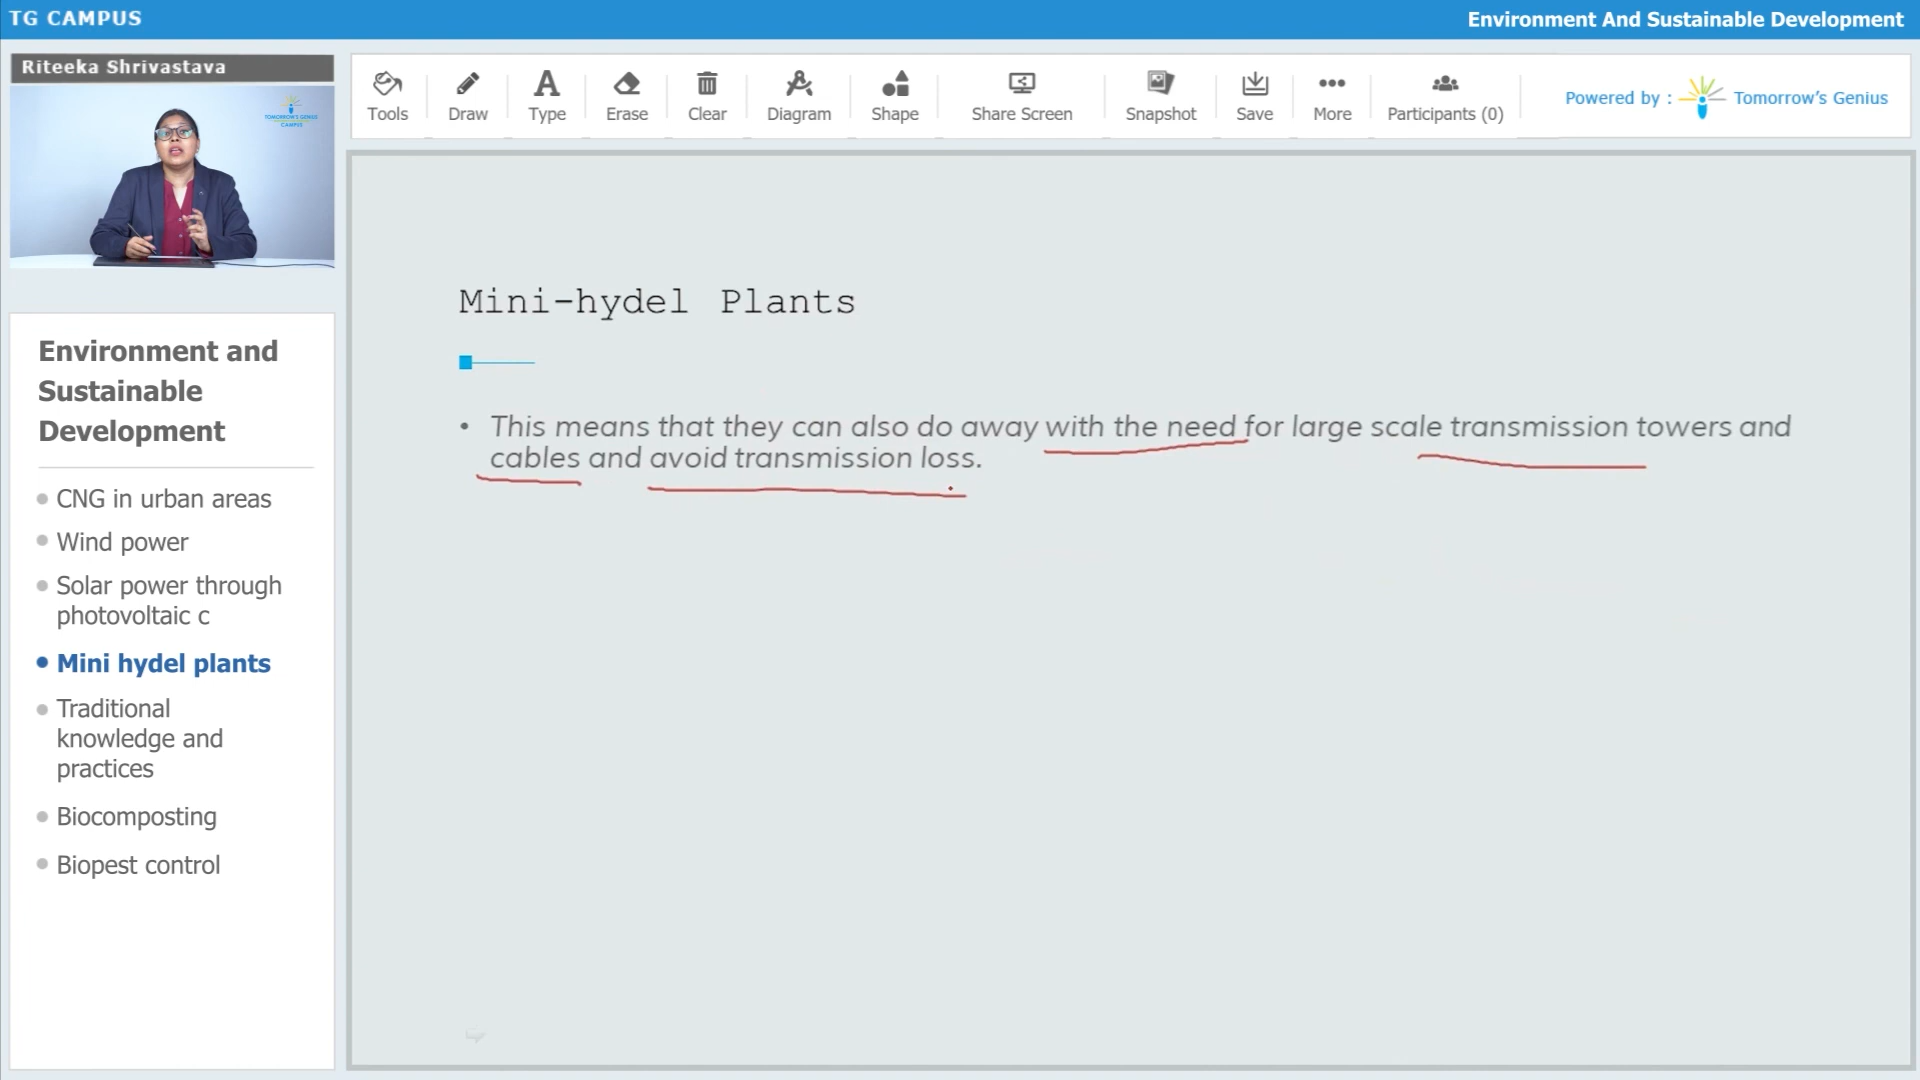 TG CAMPUS
Environment And Sustainable Development
Riteeka Shrivastava
TOMORROW'S GENIUS
CAMPUS
Tools
Draw
Type
Erase
Clear
Diagram
Shape
Share Screen
Snapshot
Save
More
Participants (0)
Powered by :
Tomorrow's Genius
Environment and
Sustainable
Development
CNG in urban areas
Wind power
Solar power through
photovoltaic c
Mini hydel plants
Traditional
knowledge and
practices
Biocomposting
Biopest control
Mini-hydel Plants
• This means that they can also do away with the need for large scale transmission towers and
cables and avoid transmission loss.